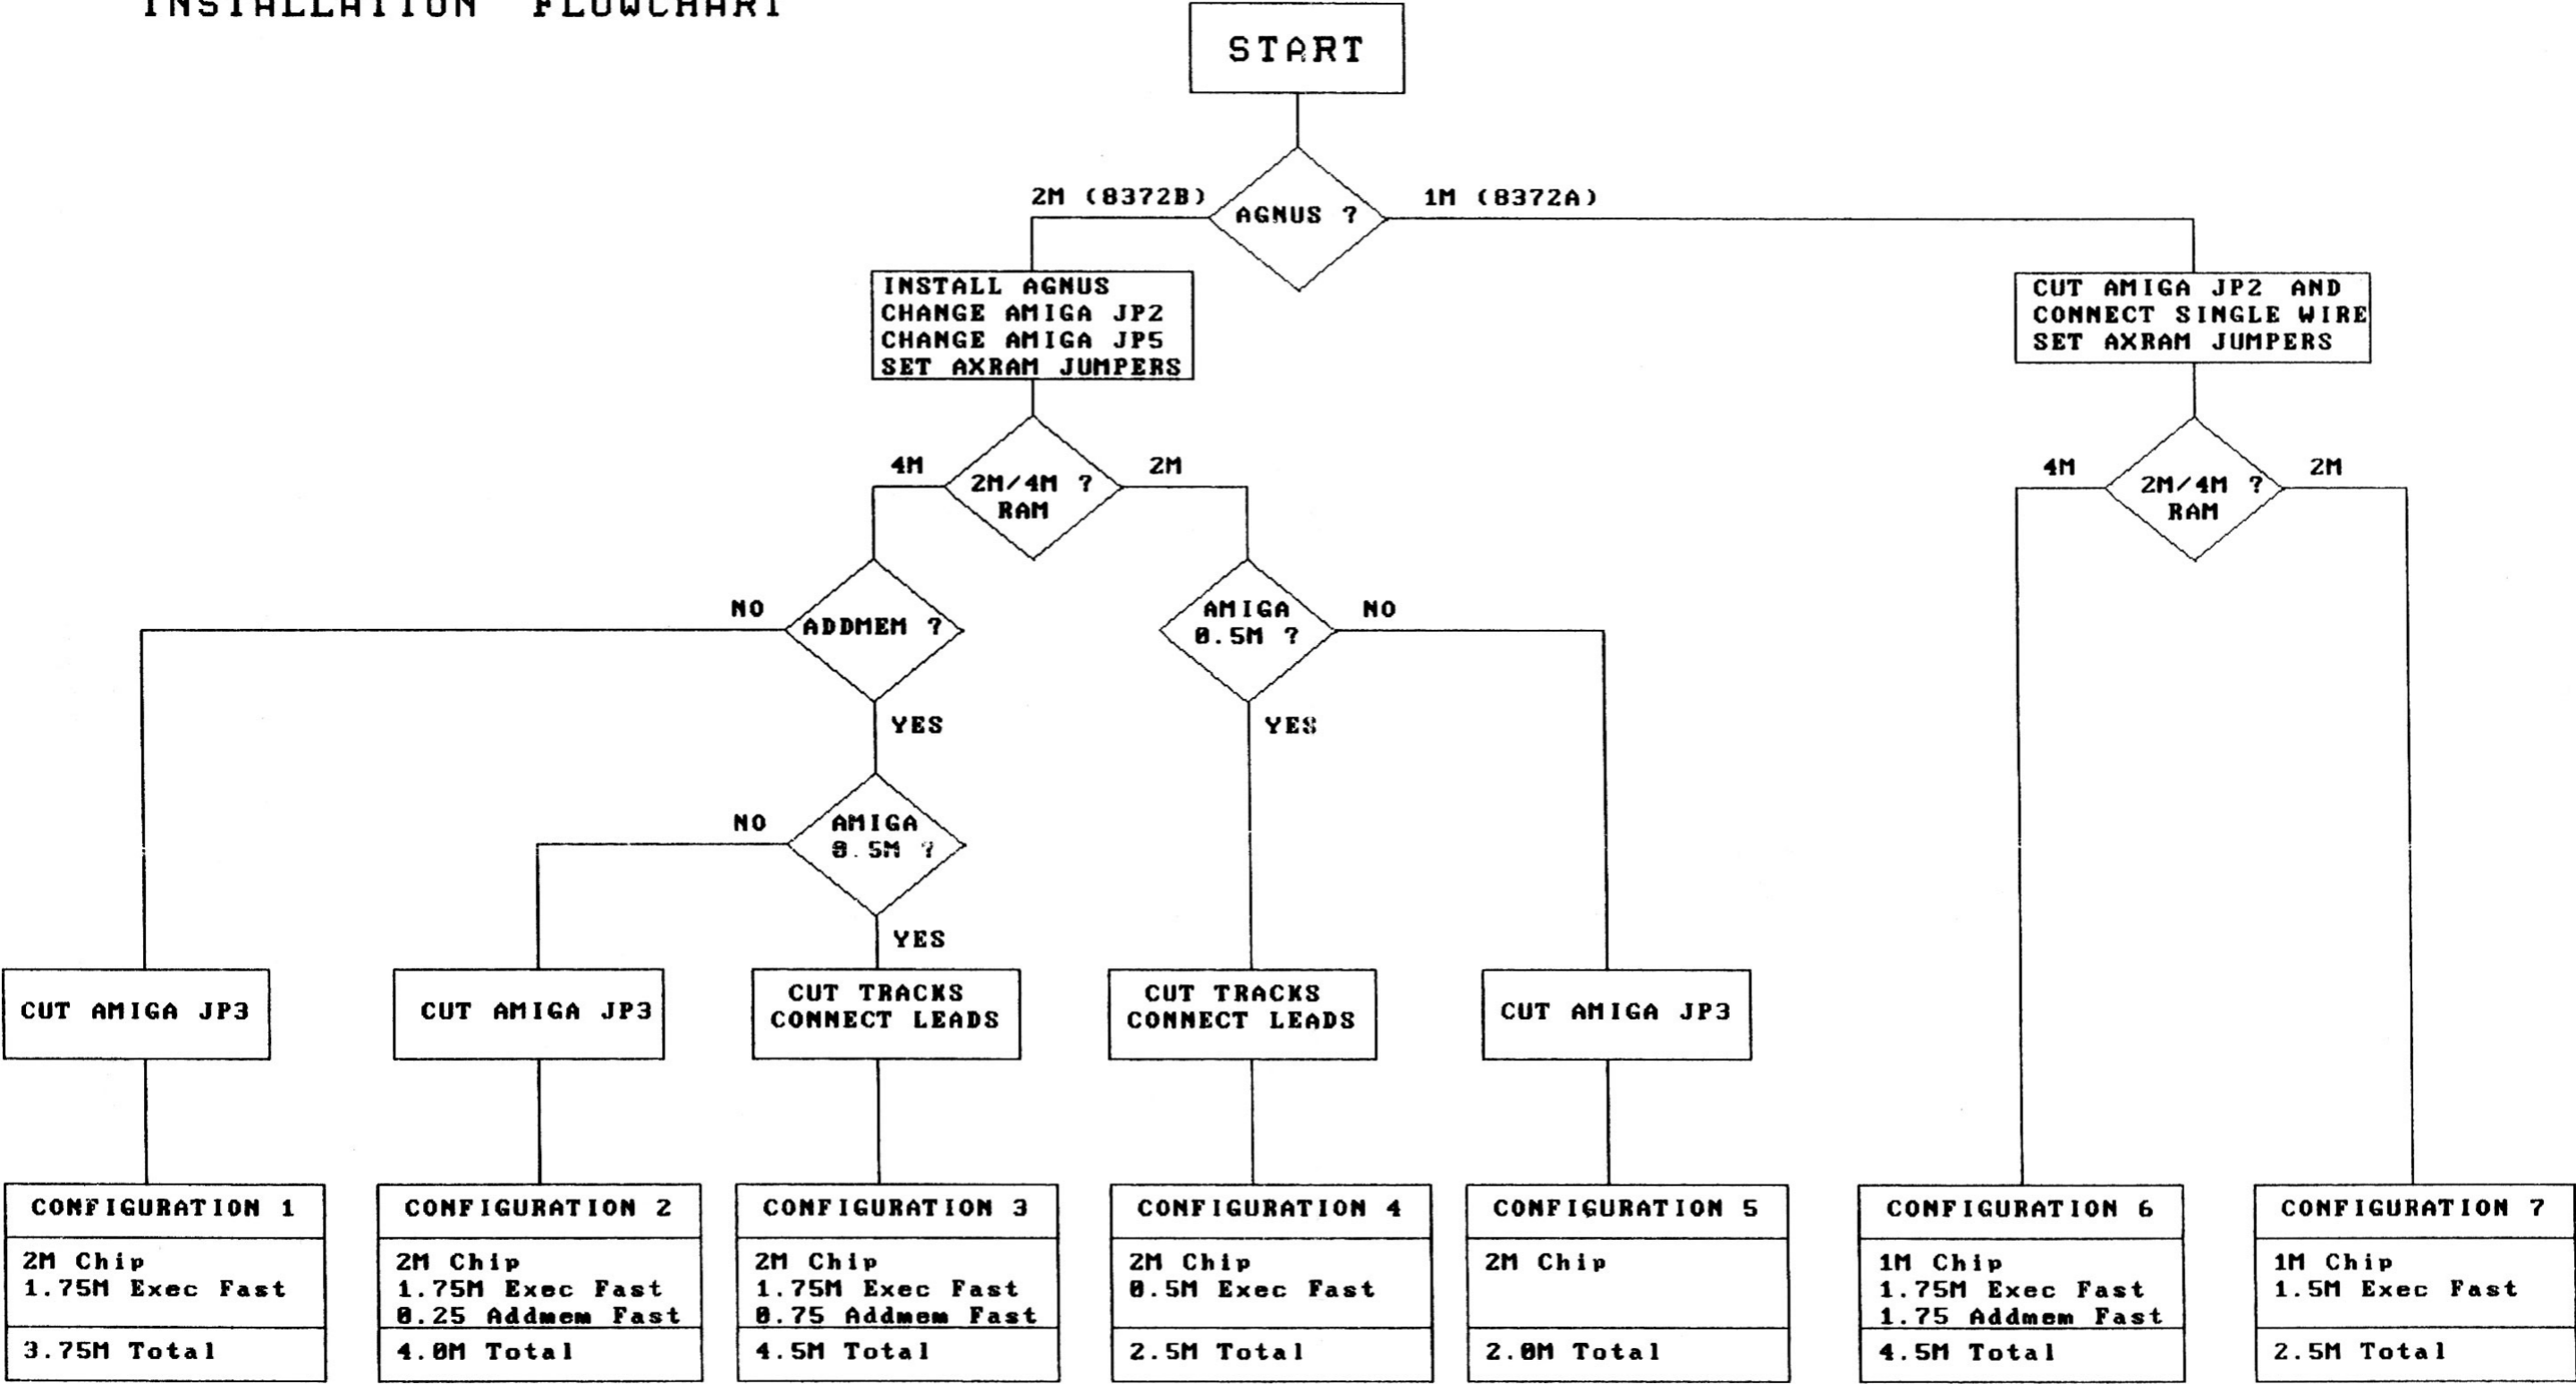 INSTALLATION FLOWCHART
START
AGNUS ?
2M (8372B)
1M (8372A)
INSTALL AGNUS
CHANGE AMIGA JP2
CHANGE AMIGA JP5
SET AXRAM JUMPERS
CUT AMIGA JP2 AND
CONNECT SINGLE WIRE
SET AXRAM JUMPERS
4M
2M/4M ?
RAM
2M
4M
2M/4M ?
RAM
2M
NO
ADDMEM ?
YES
AMIGA
0.5M ?
NO
YES
NO
AMIGA
0.5M ?
YES
CUT AMIGA JP3
CUT AMIGA JP3
CUT TRACKS
CONNECT LEADS
CUT TRACKS
CONNECT LEADS
CUT AMIGA JP3
CONFIGURATION 1
2M Chip
1.75M Exec Fast
3.75M Total
CONFIGURATION 2
2M Chip
1.75M Exec Fast
0.25 Addmem Fast
4.0M Total
CONFIGURATION 3
2M Chip
1.75M Exec Fast
0.75 Addmem Fast
4.5M Total
CONFIGURATION 4
2M Chip
0.5M Exec Fast
2.5M Total
CONFIGURATION 5
2M Chip
2.0M Total
CONFIGURATION 6
1M Chip
1.75M Exec Fast
1.75 Addmem Fast
4.5M Total
CONFIGURATION 7
1M Chip
1.5M Exec Fast
2.5M Total